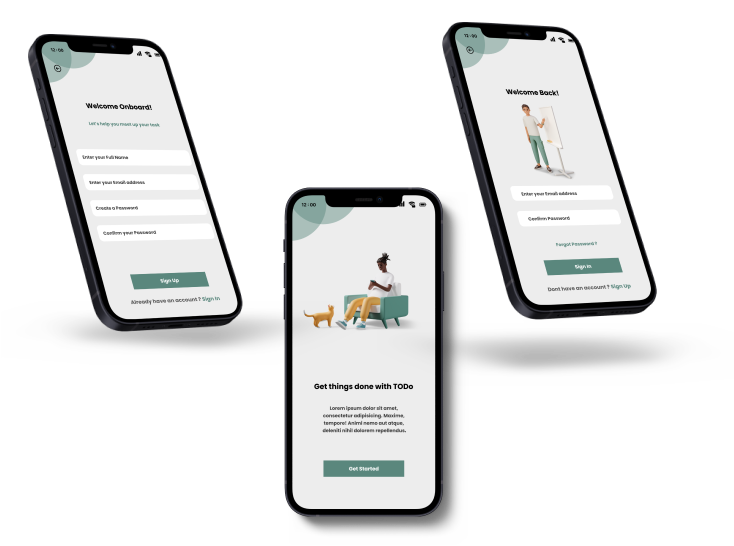 12:00
Welcome Onboard!
Let's help you meet up your task
Enter your Full Name
Enter your Email address
Create a Password
Confirm your Password
Sign Up
Already have an account ? Sign In
12:00
Get things done with TODo
Lorem ipsum dolor sit amet,
consectetur adipisicing. Maxime,
tempore! Animi nemo aut atque,
deleniti nihil dolorem repellendus.
Get Started
12:00
Welcome Back!
Enter your Email address
Confirm Password
Forgot Password ?
Sign In
Dont have an account ? Sign Up